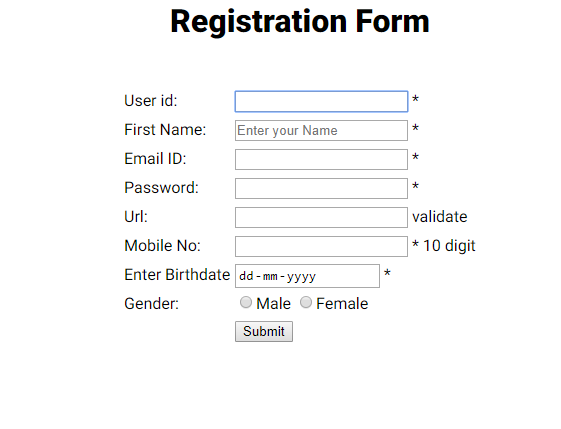 Registration Form
User id: *
First Name: Enter your Name *
Email ID: *
Password: *
Url: validate
Mobile No: * 10 digit
Enter Birthdate dd-mm-yyyy *
Gender: Male Female
Submit